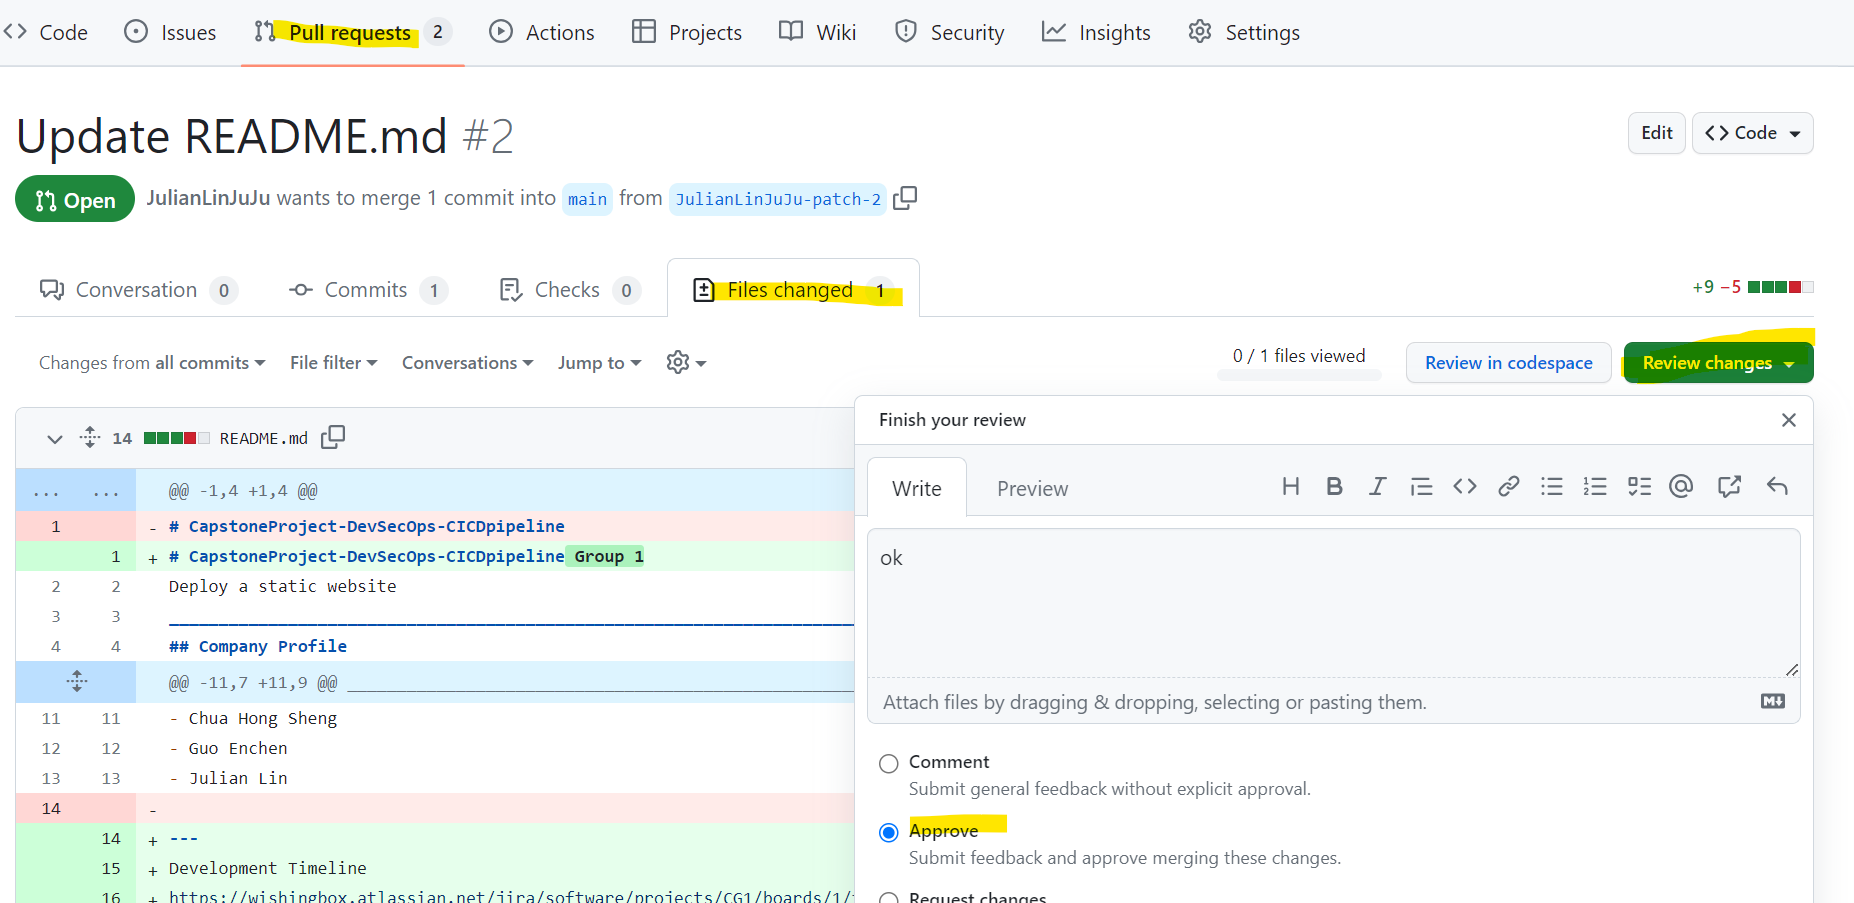 Code Issues Pull requests 2 Actions Projects Wiki Security Insights Settings
Update README.md #2
Edit
Code
Open
JulianLinJuJu wants to merge 1 commit into main from JulianLinJuJu-patch-2
Conversation 0 Commits 1 Checks 0 Files changed 1
+9 −5
Changes from all commits File filter Conversations Jump to
0 / 1 files viewed
Review in codespace
Review changes
14 README.md
... ... @@ -1,4 +1,4 @@
1 - # CapstoneProject-DevSecOps-CICDpipeline
1 + # CapstoneProject-DevSecOps-CICDpipeline Group 1
2 2 Deploy a static website
3 3 ______________________________________________________________________
4 4 ## Company Profile
@@ -11,7 +11,9 @@ ___________________________________________________
11 11 - Chua Hong Sheng
12 12 - Guo Enchen
13 13 - Julian Lin
14 -
14 + ---
15 + Development Timeline
16 + https://wishingbox.atlassian.net/jira/software/projects/CG1/boards/1/
Finish your review
Write Preview
ok
Attach files by dragging & dropping, selecting or pasting them.
Comment
Submit general feedback without explicit approval.
Approve
Submit feedback and approve merging these changes.
Request changes